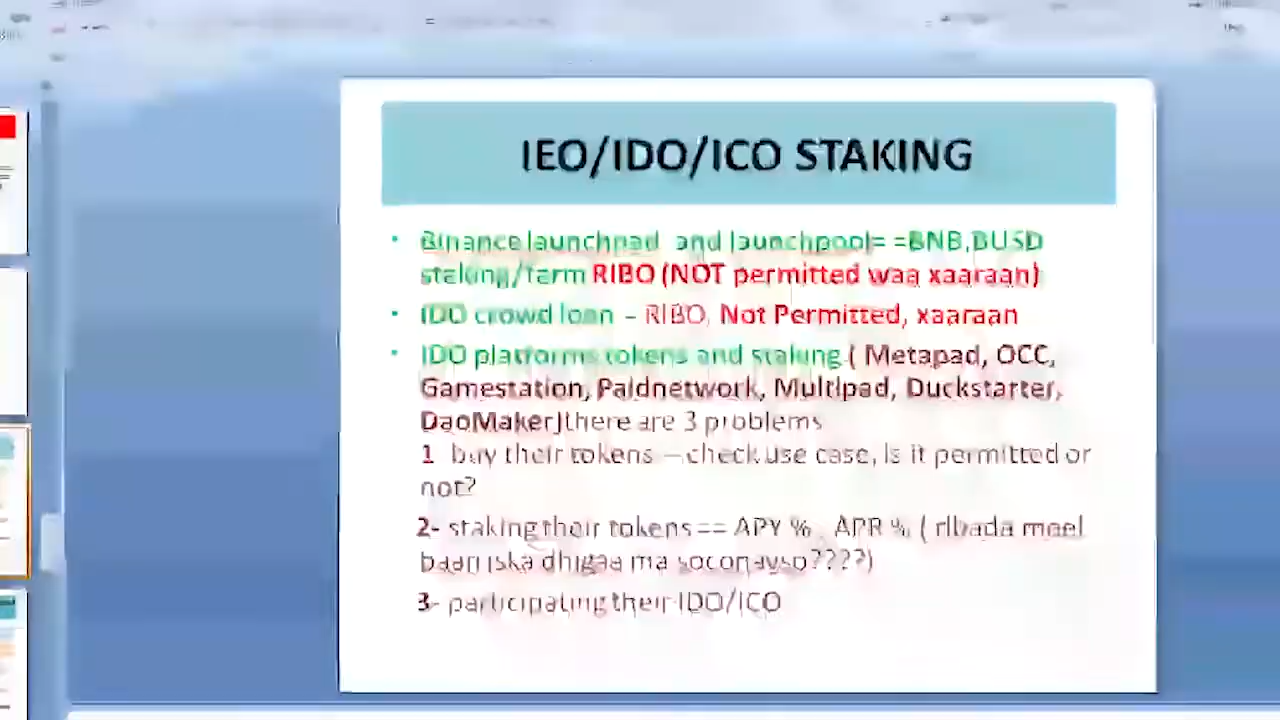 IEO/IDO/ICO STAKING
• Binance launchpad and launchpool= =BNB,BUSD
staking/farm RIBO (NOT permitted waa xaaraan)
• IDO crowd loan – RIBO, Not Permitted, xaaraan
• IDO platforms tokens and staking ( Metapad, OCC,
Gamestation, Paidnetwork, Multipad, Duckstarter,
DaoMaker)there are 3 problems
1 buy their tokens – check use case, is it permitted or
not?
2- staking their tokens == APY % , APR % ( ribada meel
baan iska dhigaa ma soconayso????)
3- participating their IDO/ICO